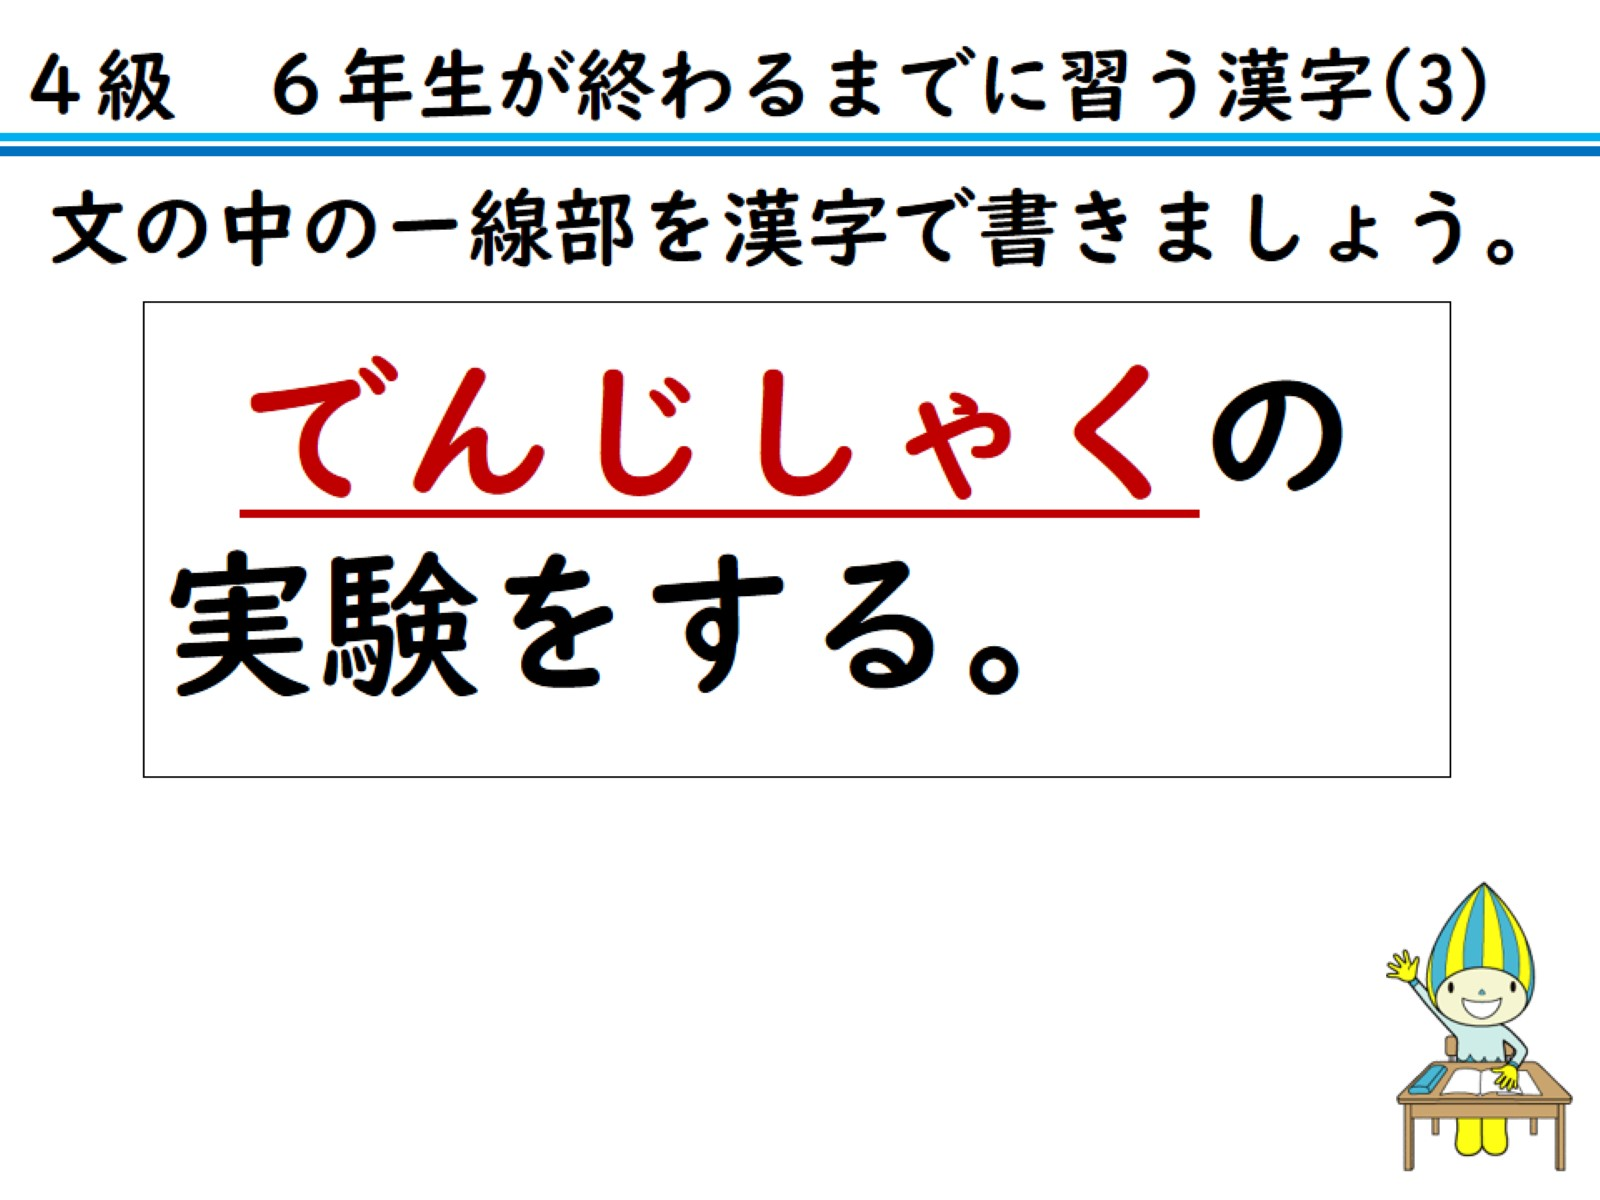 ４級　６年生が終わるまでに習う漢字(3)
文の中の一線部を漢字で書きましょう。
でんじしゃくの
実験をする。